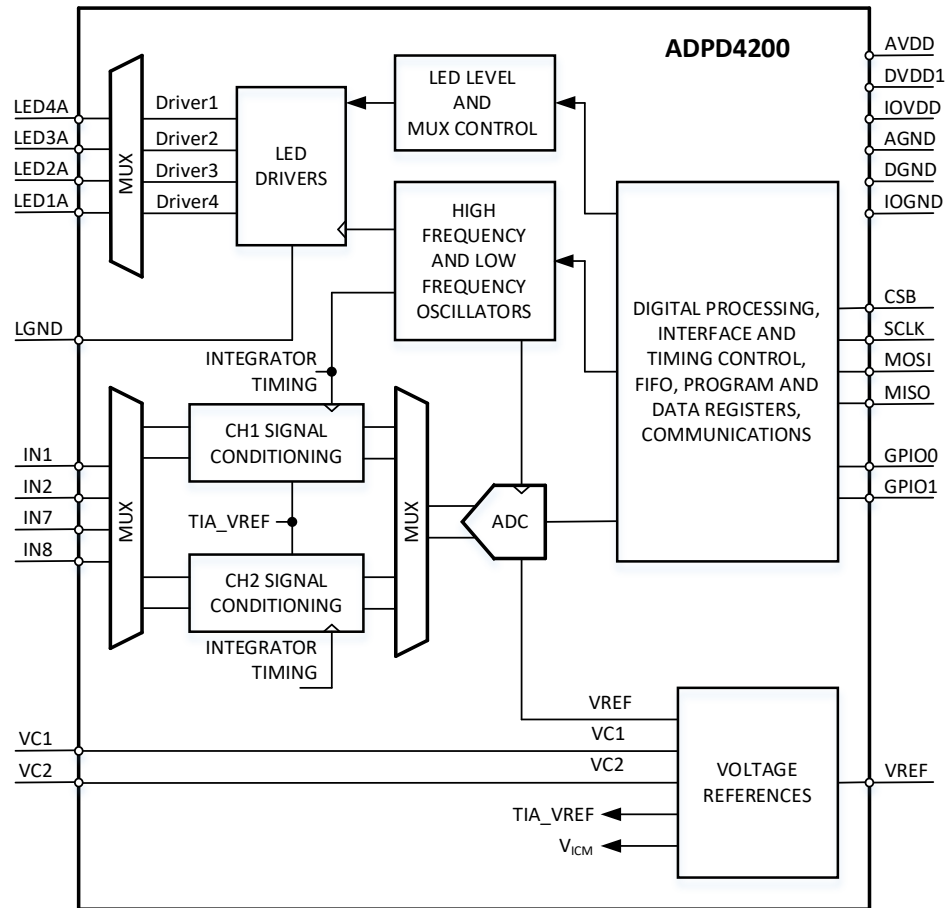 ADPD4200
AVDD
DVDD1
IOVDD
AGND
DGND
IOGND
LED4A
LED3A
LED2A
LED1A
MUX
Driver1
Driver2
Driver3
Driver4
LED
DRIVERS
LED LEVEL
AND
MUX CONTROL
HIGH
FREQUENCY
AND LOW
FREQUENCY
OSCILLATORS
DIGITAL PROCESSING,
INTERFACE AND
TIMING CONTROL,
FIFO, PROGRAM AND
DATA REGISTERS,
COMMUNICATIONS
CSB
SCLK
MOSI
MISO
GPIO0
GPIO1
LGND
INTEGRATOR
TIMING
IN1
IN2
IN7
IN8
MUX
CH1 SIGNAL
CONDITIONING
TIA_VREF
CH2 SIGNAL
CONDITIONING
INTEGRATOR
TIMING
MUX
ADC
VC1
VC2
VREF
VC1
VC2
TIA_VREF
VICM
VOLTAGE
REFERENCES
VREF